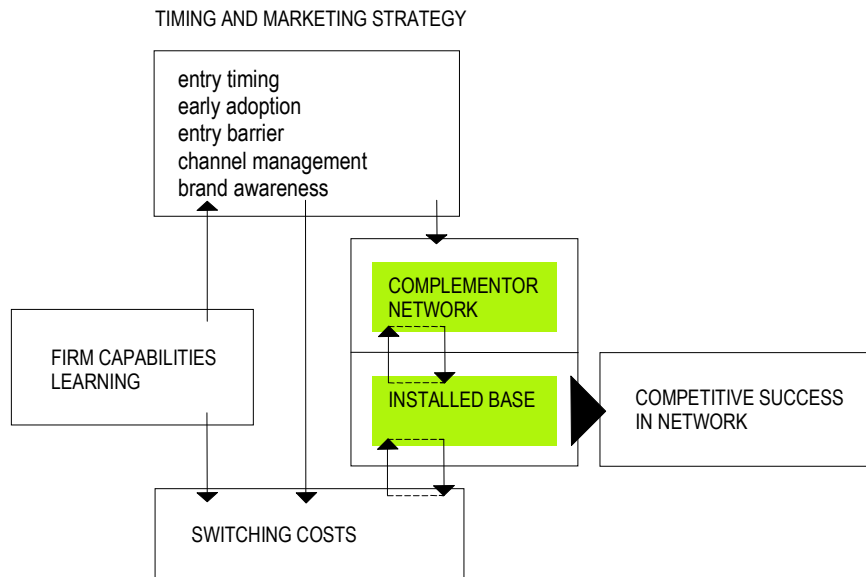 TIMING AND MARKETING STRATEGY
entry timing
early adoption
entry barrier
channel management
brand awareness
COMPLEMENTOR
NETWORK
FIRM CAPABILITIES
LEARNING
INSTALLED BASE
COMPETITIVE SUCCESS
IN NETWORK
SWITCHING COSTS